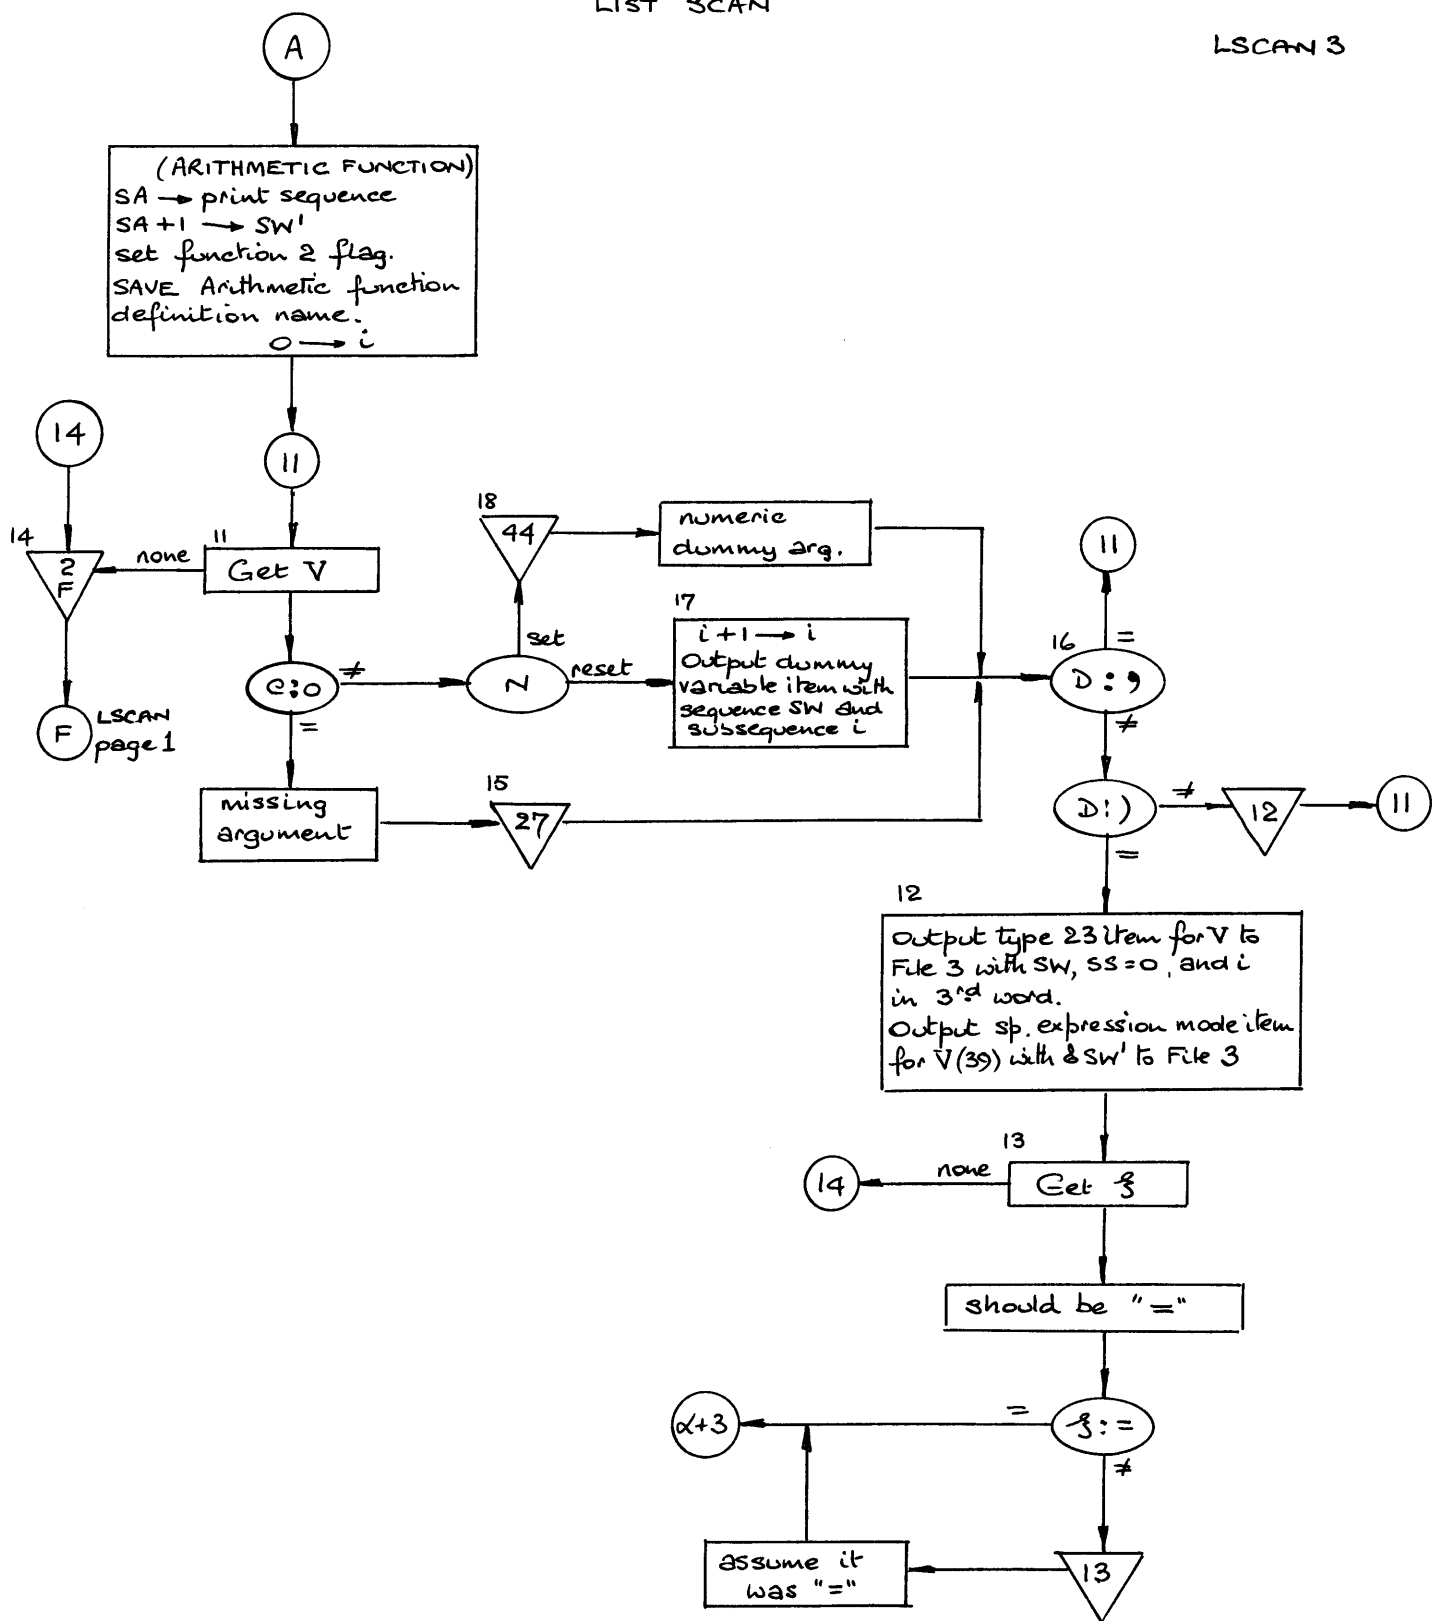 LIST SCAN
LSCAN 3
A
(ARITHMETIC FUNCTION)
SA → print sequence
SA + 1 → SW'
set function 2 flag.
SAVE Arithmetic function
definition name.
0 → i
14
11
14
2
F
none
11
Get V
18
44
numeric
dummy arg.
11
=
F
LSCAN
page 1
C:0
≠
=
set
N
reset
17
i + 1 → i
Output dummy
variable item with
sequence SW and
subsequence i
16
D : ,
≠
missing
argument
15
27
D:)
≠
12
11
=
12
Output type 23 item for V to
File 3 with SW, SS = 0, and i
in 3rd word.
Output sp. expression mode item
for V(39) with & SW' to File 3
13
14
none
Get ξ
should be "="
α+3
=
ξ : =
≠
assume it
was "="
13